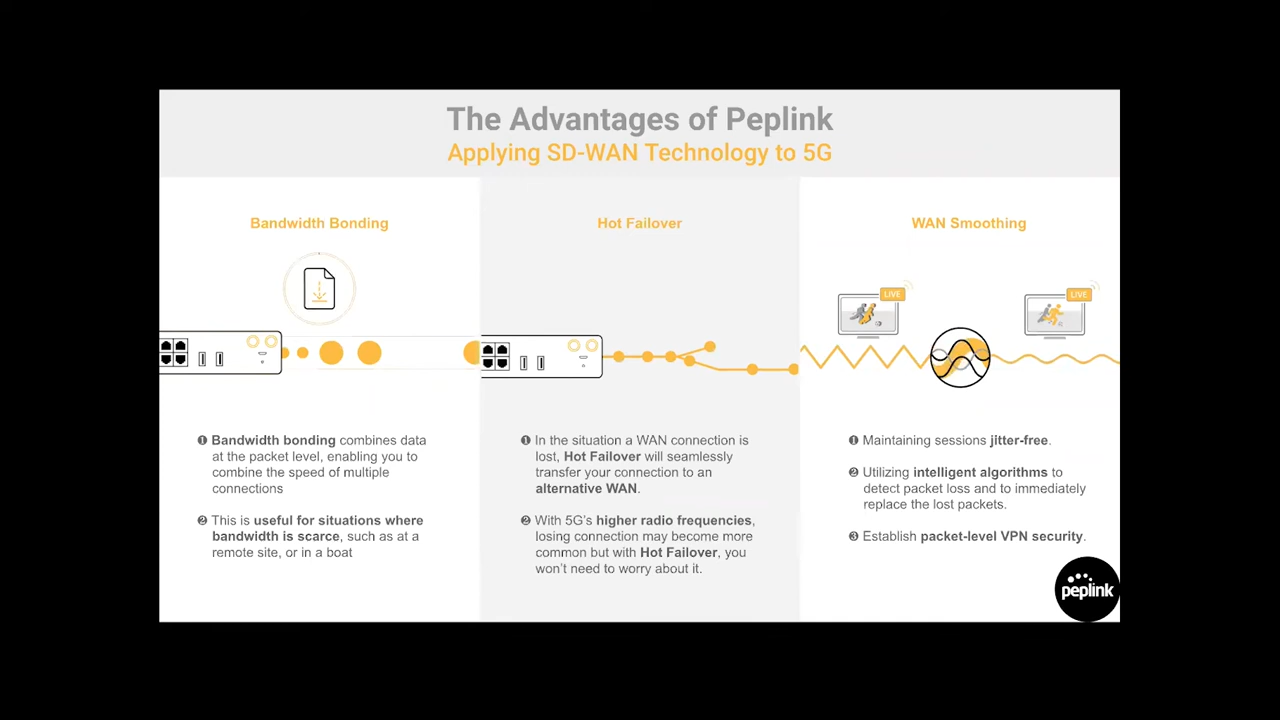 The Advantages of Peplink
Applying SD-WAN Technology to 5G
Bandwidth Bonding
❶ Bandwidth bonding combines data
at the packet level, enabling you to
combine the speed of multiple
connections
❷ This is useful for situations where
bandwidth is scarce, such as at a
remote site, or in a boat
Hot Failover
❶ In the situation a WAN connection is
lost, Hot Failover will seamlessly
transfer your connection to an
alternative WAN.
❷ With 5G's higher radio frequencies,
losing connection may become more
common but with Hot Failover, you
won't need to worry about it.
WAN Smoothing
LIVE
LIVE
❶ Maintaining sessions jitter-free.
❷ Utilizing intelligent algorithms to
detect packet loss and to immediately
replace the lost packets.
❸ Establish packet-level VPN security.
peplink